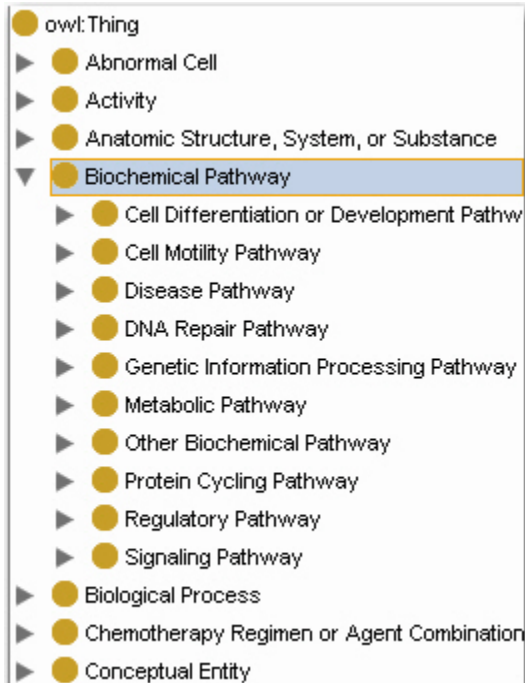 owl:Thing
Abnormal Cell
Activity
Anatomic Structure, System, or Substance
Biochemical Pathway
Cell Differentiation or Development Pathw
Cell Motility Pathway
Disease Pathway
DNA Repair Pathway
Genetic Information Processing Pathway
Metabolic Pathway
Other Biochemical Pathway
Protein Cycling Pathway
Regulatory Pathway
Signaling Pathway
Biological Process
Chemotherapy Regimen or Agent Combination
Conceptual Entity